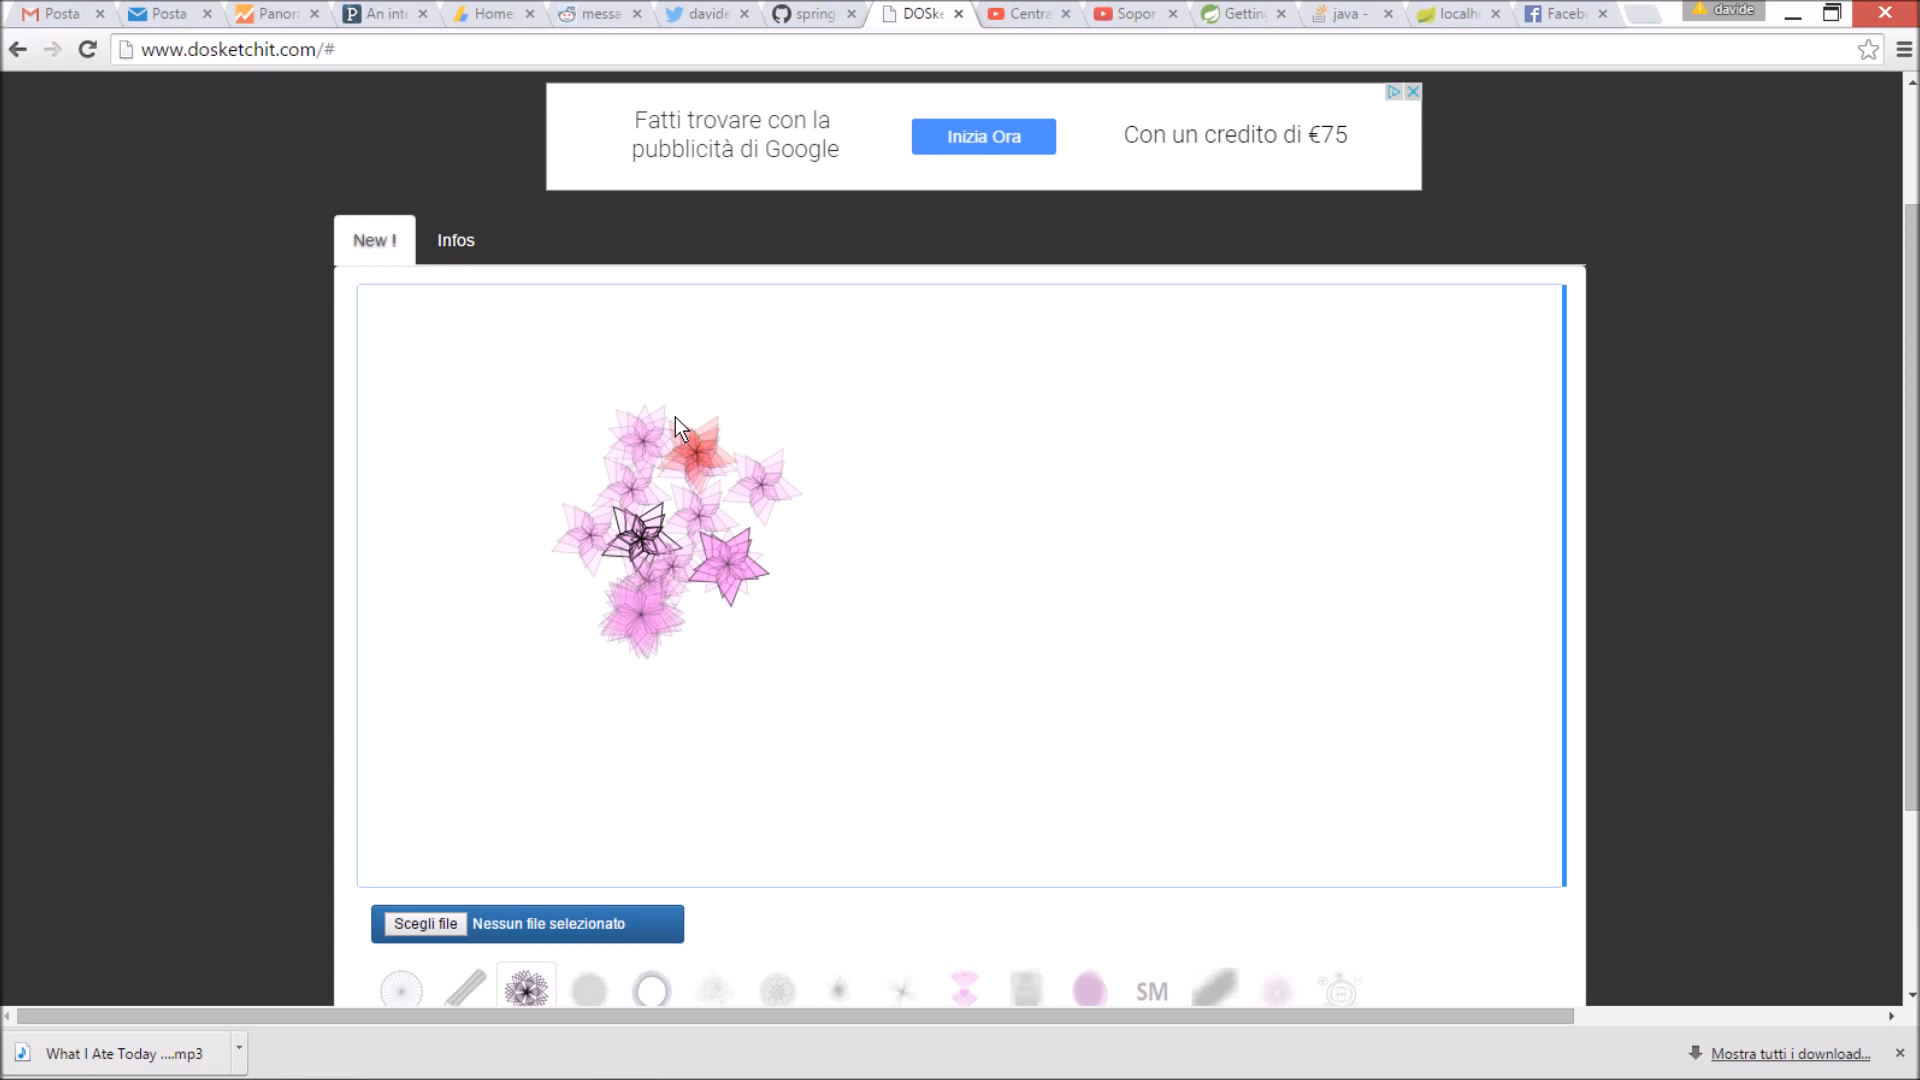 Posta
Posta
Panor
An inte
Home
messa
davide
spring
DOSke
Centra
Sopor
Gettin
java -
localh
Faceb
davide
www.dosketchit.com/#
Fatti trovare con la
pubblicità di Google
Inizia Ora
Con un credito di €75
New !
Infos
Scegli file
Nessun file selezionato
SM
What I Ate Today ....mp3
Mostra tutti i download...